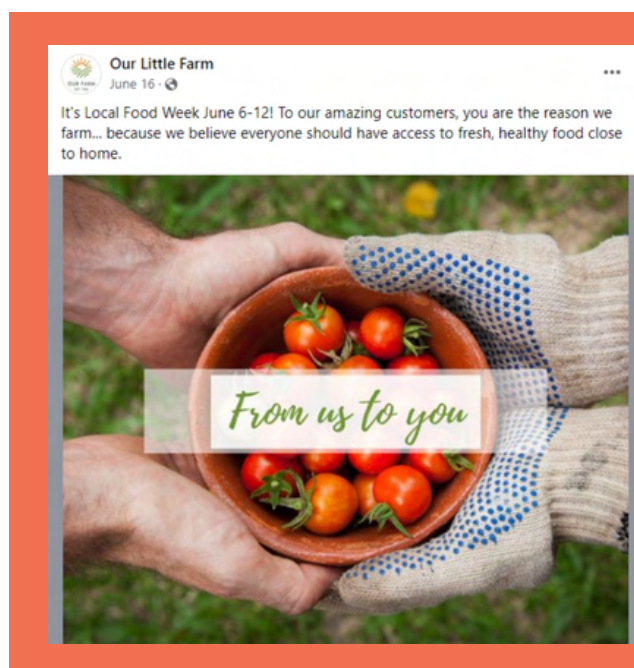 Our Little Farm
June 16 ·
It's Local Food Week June 6-12! To our amazing customers, you are the reason we
farm... because we believe everyone should have access to fresh, healthy food close
to home.
From us to you